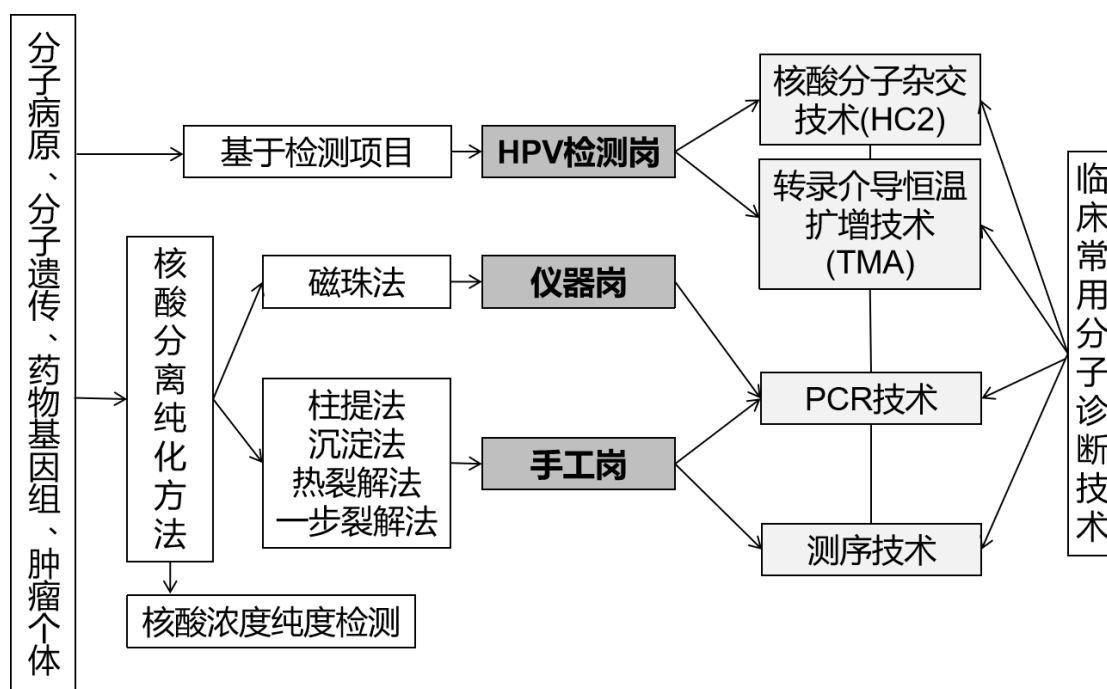 分子病原、分子遗传、药物基因组、肿瘤个体
基于检测项目
HPV检测岗
核酸分子杂交
技术(HC2)
转录介导恒温
扩增技术
(TMA)
核酸分离纯化方法
磁珠法
仪器岗
柱提法
沉淀法
热裂解法
一步裂解法
手工岗
PCR技术
测序技术
核酸浓度纯度检测
临床常用分子诊断技术